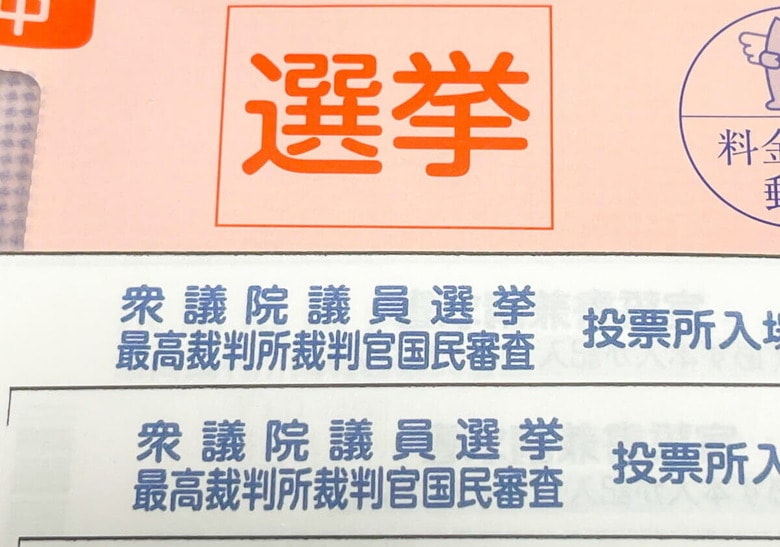 中
選挙
料金
郵
衆議院議員選挙
最高裁判所裁判官国民審査
投票所入場
衆議院議員選挙
最高裁判所裁判官国民審査
投票所入